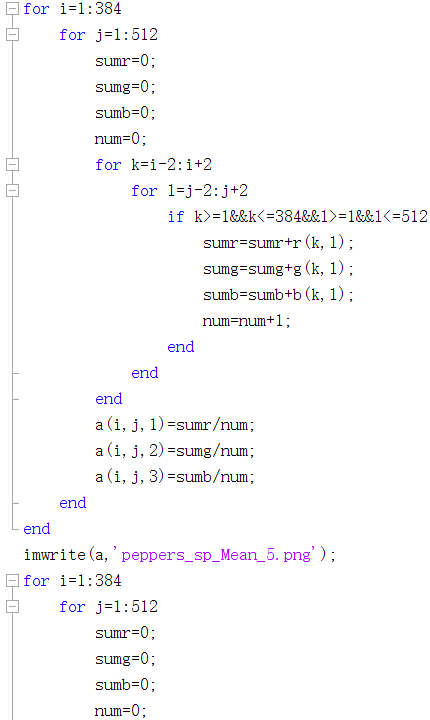 for i=1:384
for j=1:512
sumr=0;
sumg=0;
sumb=0;
num=0;
for k=i-2:i+2
for l=j-2:j+2
if k>=1&&k<=384&&l>=1&&l<=512
sumr=sumr+r(k,l);
sumg=sumg+g(k,l);
sumb=sumb+b(k,l);
num=num+1;
end
end
end
a(i,j,1)=sumr/num;
a(i,j,2)=sumg/num;
a(i,j,3)=sumb/num;
end
end
imwrite(a,'peppers_sp_Mean_5.png');
for i=1:384
for j=1:512
sumr=0;
sumg=0;
sumb=0;
num=0;